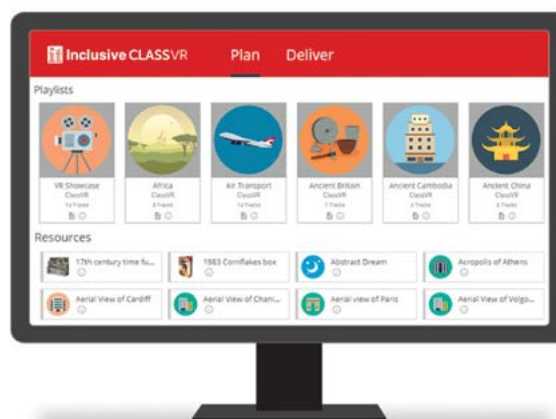 Inclusive CLASSVR Plan Deliver
Playlists
VR Showcase
ClassVR
Africa
ClassVR
Air Transport
ClassVR
Ancient Britain
ClassVR
7 Tracks
Ancient Cambodia
ClassVR
Ancient China
ClassVR
Resources
17th century time fu...
1983 Cornflakes box
Abstract Dream
Acropolis of Athens
Aerial View of Cardiff
Aerial View of Chani...
Aerial view of Paris
Aerial View of Volgo...